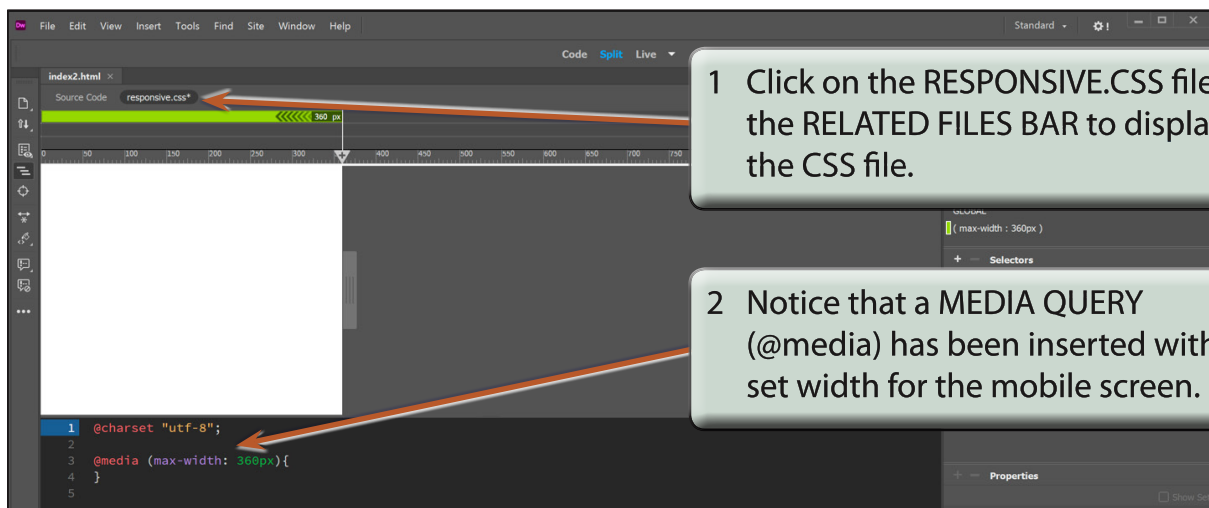 Dw File Edit View Insert Tools Find Site Window Help Standard
Code Split Live
index2.html ×
Source Code responsive.css*
360 px
0 50 100 150 200 250 300 400 450 500 550 600 650 700 750
1 Click on the RESPONSIVE.CSS file
the RELATED FILES BAR to displa
the CSS file.
GLOBAL
( max-width : 360px )
+ − Selectors
2 Notice that a MEDIA QUERY
(@media) has been inserted with
set width for the mobile screen.
1 @charset "utf-8";
2
3 @media (max-width: 360px){
4 }
5
+ − Properties
Show Set